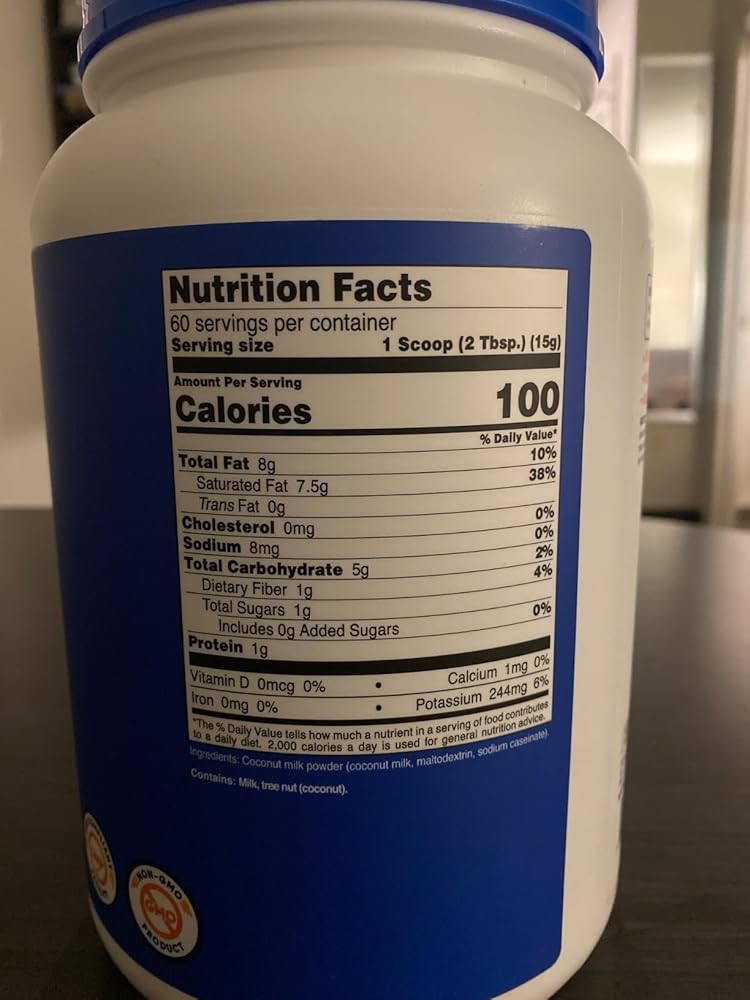 Nutrition Facts
60 servings per container
Serving size 1 Scoop (2 Tbsp.) (15g)
Amount Per Serving
Calories 100
% Daily Value*
Total Fat 8g 10%
Saturated Fat 7.5g 38%
Trans Fat 0g
Cholesterol 0mg 0%
Sodium 8mg 0%
Total Carbohydrate 5g 2%
Dietary Fiber 1g 4%
Total Sugars 1g
Includes 0g Added Sugars 0%
Protein 1g
Vitamin D 0mcg 0% • Calcium 1mg 0%
Iron 0mg 0% • Potassium 244mg 6%
*The % Daily Value tells how much a nutrient in a serving of food contributes
to a daily diet. 2,000 calories a day is used for general nutrition advice.
Ingredients: Coconut milk powder (coconut milk, maltodextrin, sodium caseinate).
Contains: Milk, tree nut (coconut).
NON-GMO
GMO
PRODUCT